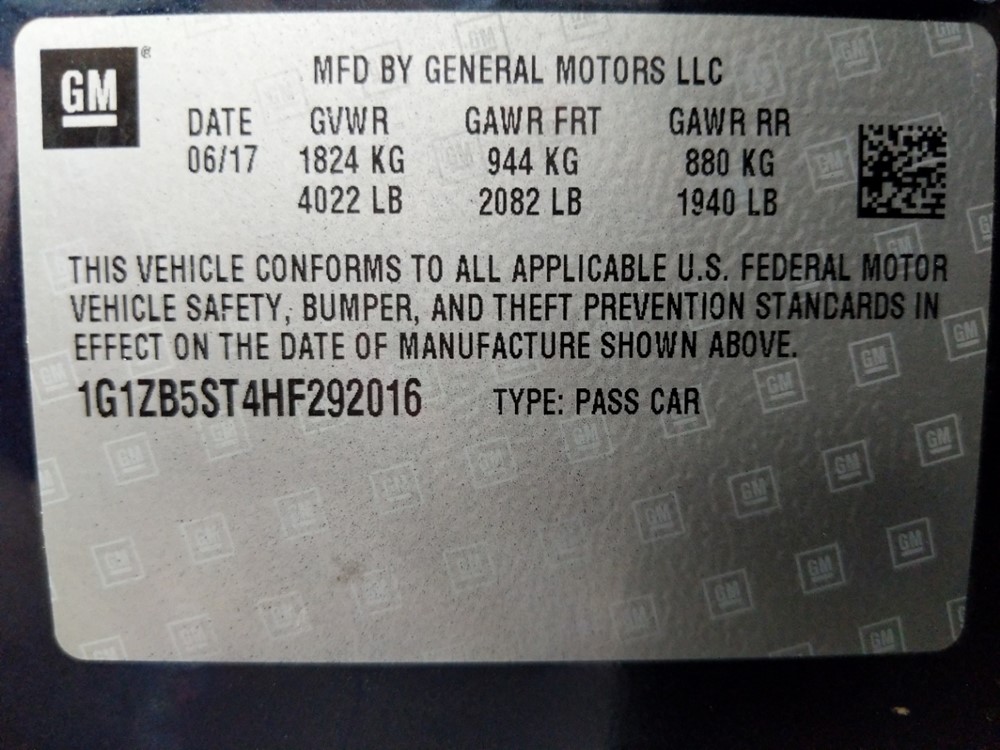 GM®
MFD BY GENERAL MOTORS LLC
DATE GVWR GAWR FRT GAWR RR
06/17 1824 KG 944 KG 880 KG
4022 LB 2082 LB 1940 LB
THIS VEHICLE CONFORMS TO ALL APPLICABLE U.S. FEDERAL MOTOR
VEHICLE SAFETY, BUMPER, AND THEFT PREVENTION STANDARDS IN
EFFECT ON THE DATE OF MANUFACTURE SHOWN ABOVE.
1G1ZB5ST4HF292016 TYPE: PASS CAR